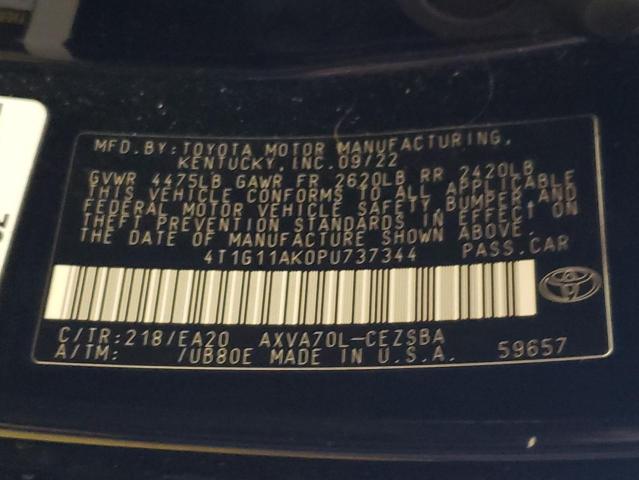 MFD. BY: TOYOTA MOTOR MANUFACTURING,
KENTUCKY, INC. 09/22
GVWR 4475LB GAWR FR 2620LB RR 2420LB
THIS VEHICLE CONFORMS TO ALL APPLICABLE
FEDERAL MOTOR VEHICLE SAFETY BUMPER AND
THEFT PREVENTION STANDARDS IN EFFECT ON
THE DATE OF MANUFACTURE SHOWN ABOVE.
4T1G11AK0PU737344 PASS.CAR
C/TR:218/EA20 AXVA70L-CEZSBA
A/TM: /UB80E MADE IN U.S.A. 59657